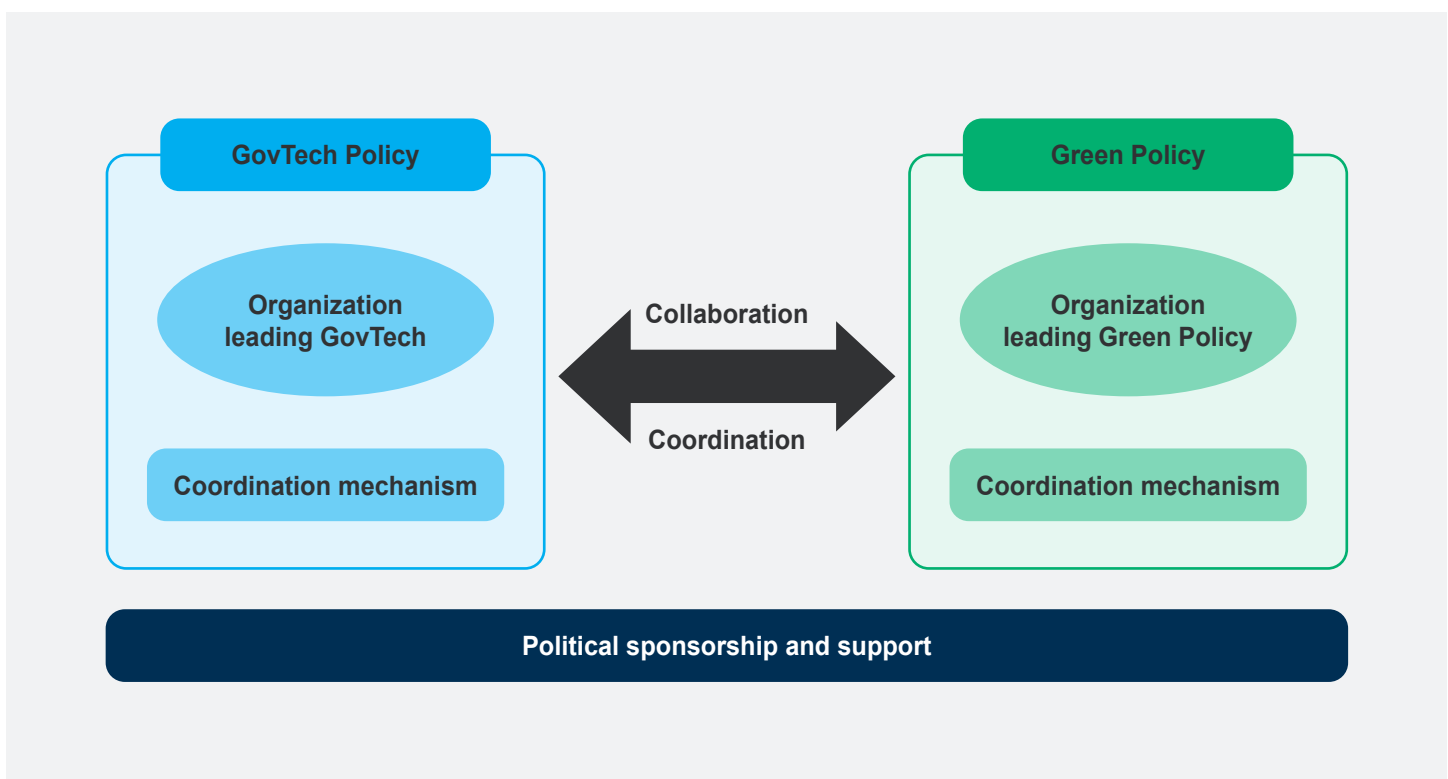 GovTech Policy
Organization
leading GovTech
Coordination mechanism
Collaboration
Coordination
Green Policy
Organization
leading Green Policy
Coordination mechanism
Political sponsorship and support